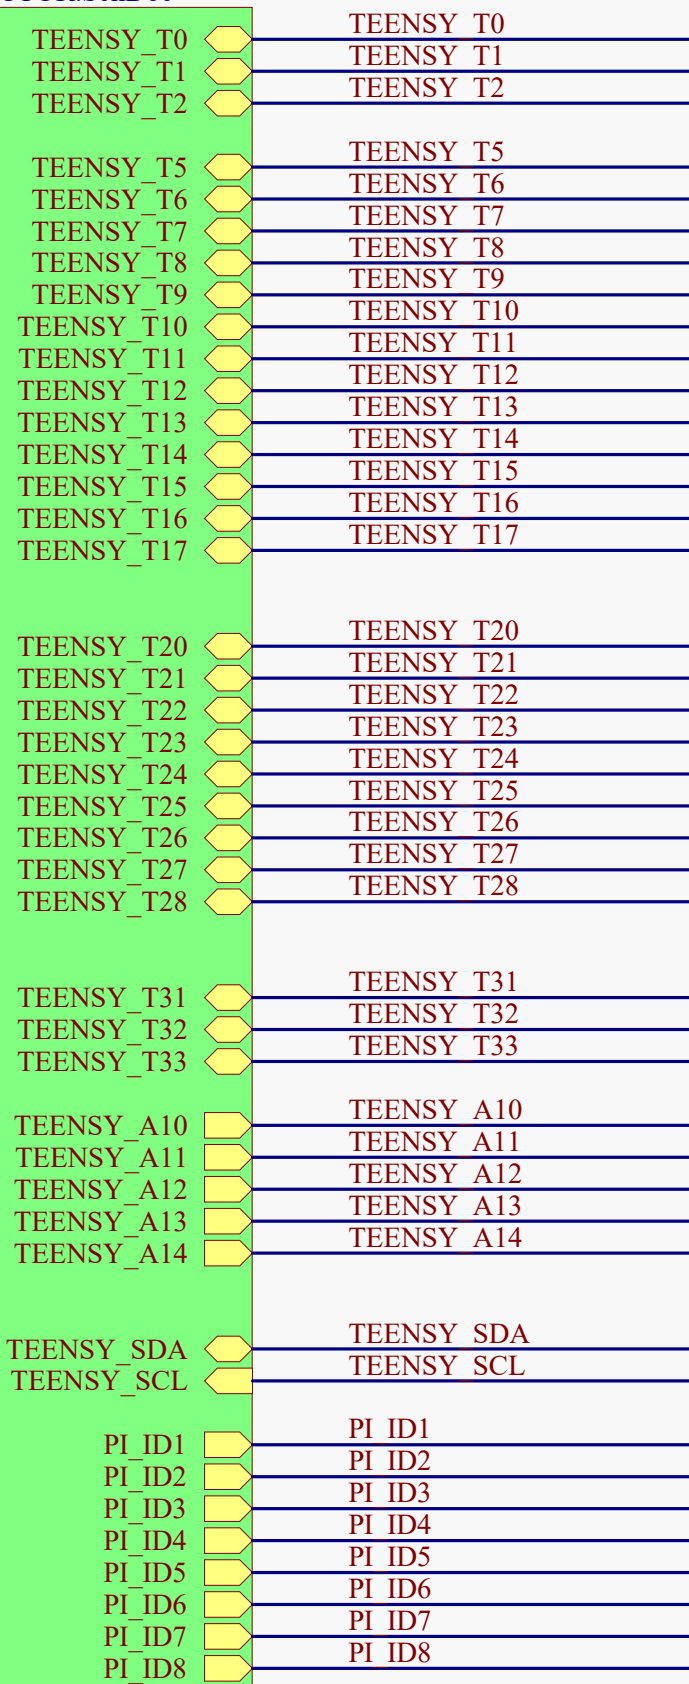 TEENSY_T0 TEENSY_T0
TEENSY_T1 TEENSY_T1
TEENSY_T2 TEENSY_T2
TEENSY_T5 TEENSY_T5
TEENSY_T6 TEENSY_T6
TEENSY_T7 TEENSY_T7
TEENSY_T8 TEENSY_T8
TEENSY_T9 TEENSY_T9
TEENSY_T10 TEENSY_T10
TEENSY_T11 TEENSY_T11
TEENSY_T12 TEENSY_T12
TEENSY_T13 TEENSY_T13
TEENSY_T14 TEENSY_T14
TEENSY_T15 TEENSY_T15
TEENSY_T16 TEENSY_T16
TEENSY_T17 TEENSY_T17
TEENSY_T20 TEENSY_T20
TEENSY_T21 TEENSY_T21
TEENSY_T22 TEENSY_T22
TEENSY_T23 TEENSY_T23
TEENSY_T24 TEENSY_T24
TEENSY_T25 TEENSY_T25
TEENSY_T26 TEENSY_T26
TEENSY_T27 TEENSY_T27
TEENSY_T28 TEENSY_T28
TEENSY_T31 TEENSY_T31
TEENSY_T32 TEENSY_T32
TEENSY_T33 TEENSY_T33
TEENSY_A10 TEENSY_A10
TEENSY_A11 TEENSY_A11
TEENSY_A12 TEENSY_A12
TEENSY_A13 TEENSY_A13
TEENSY_A14 TEENSY_A14
TEENSY_SDA TEENSY_SDA
TEENSY_SCL TEENSY_SCL
PI_ID1 PI_ID1
PI_ID2 PI_ID2
PI_ID3 PI_ID3
PI_ID4 PI_ID4
PI_ID5 PI_ID5
PI_ID6 PI_ID6
PI_ID7 PI_ID7
PI_ID8 PI_ID8